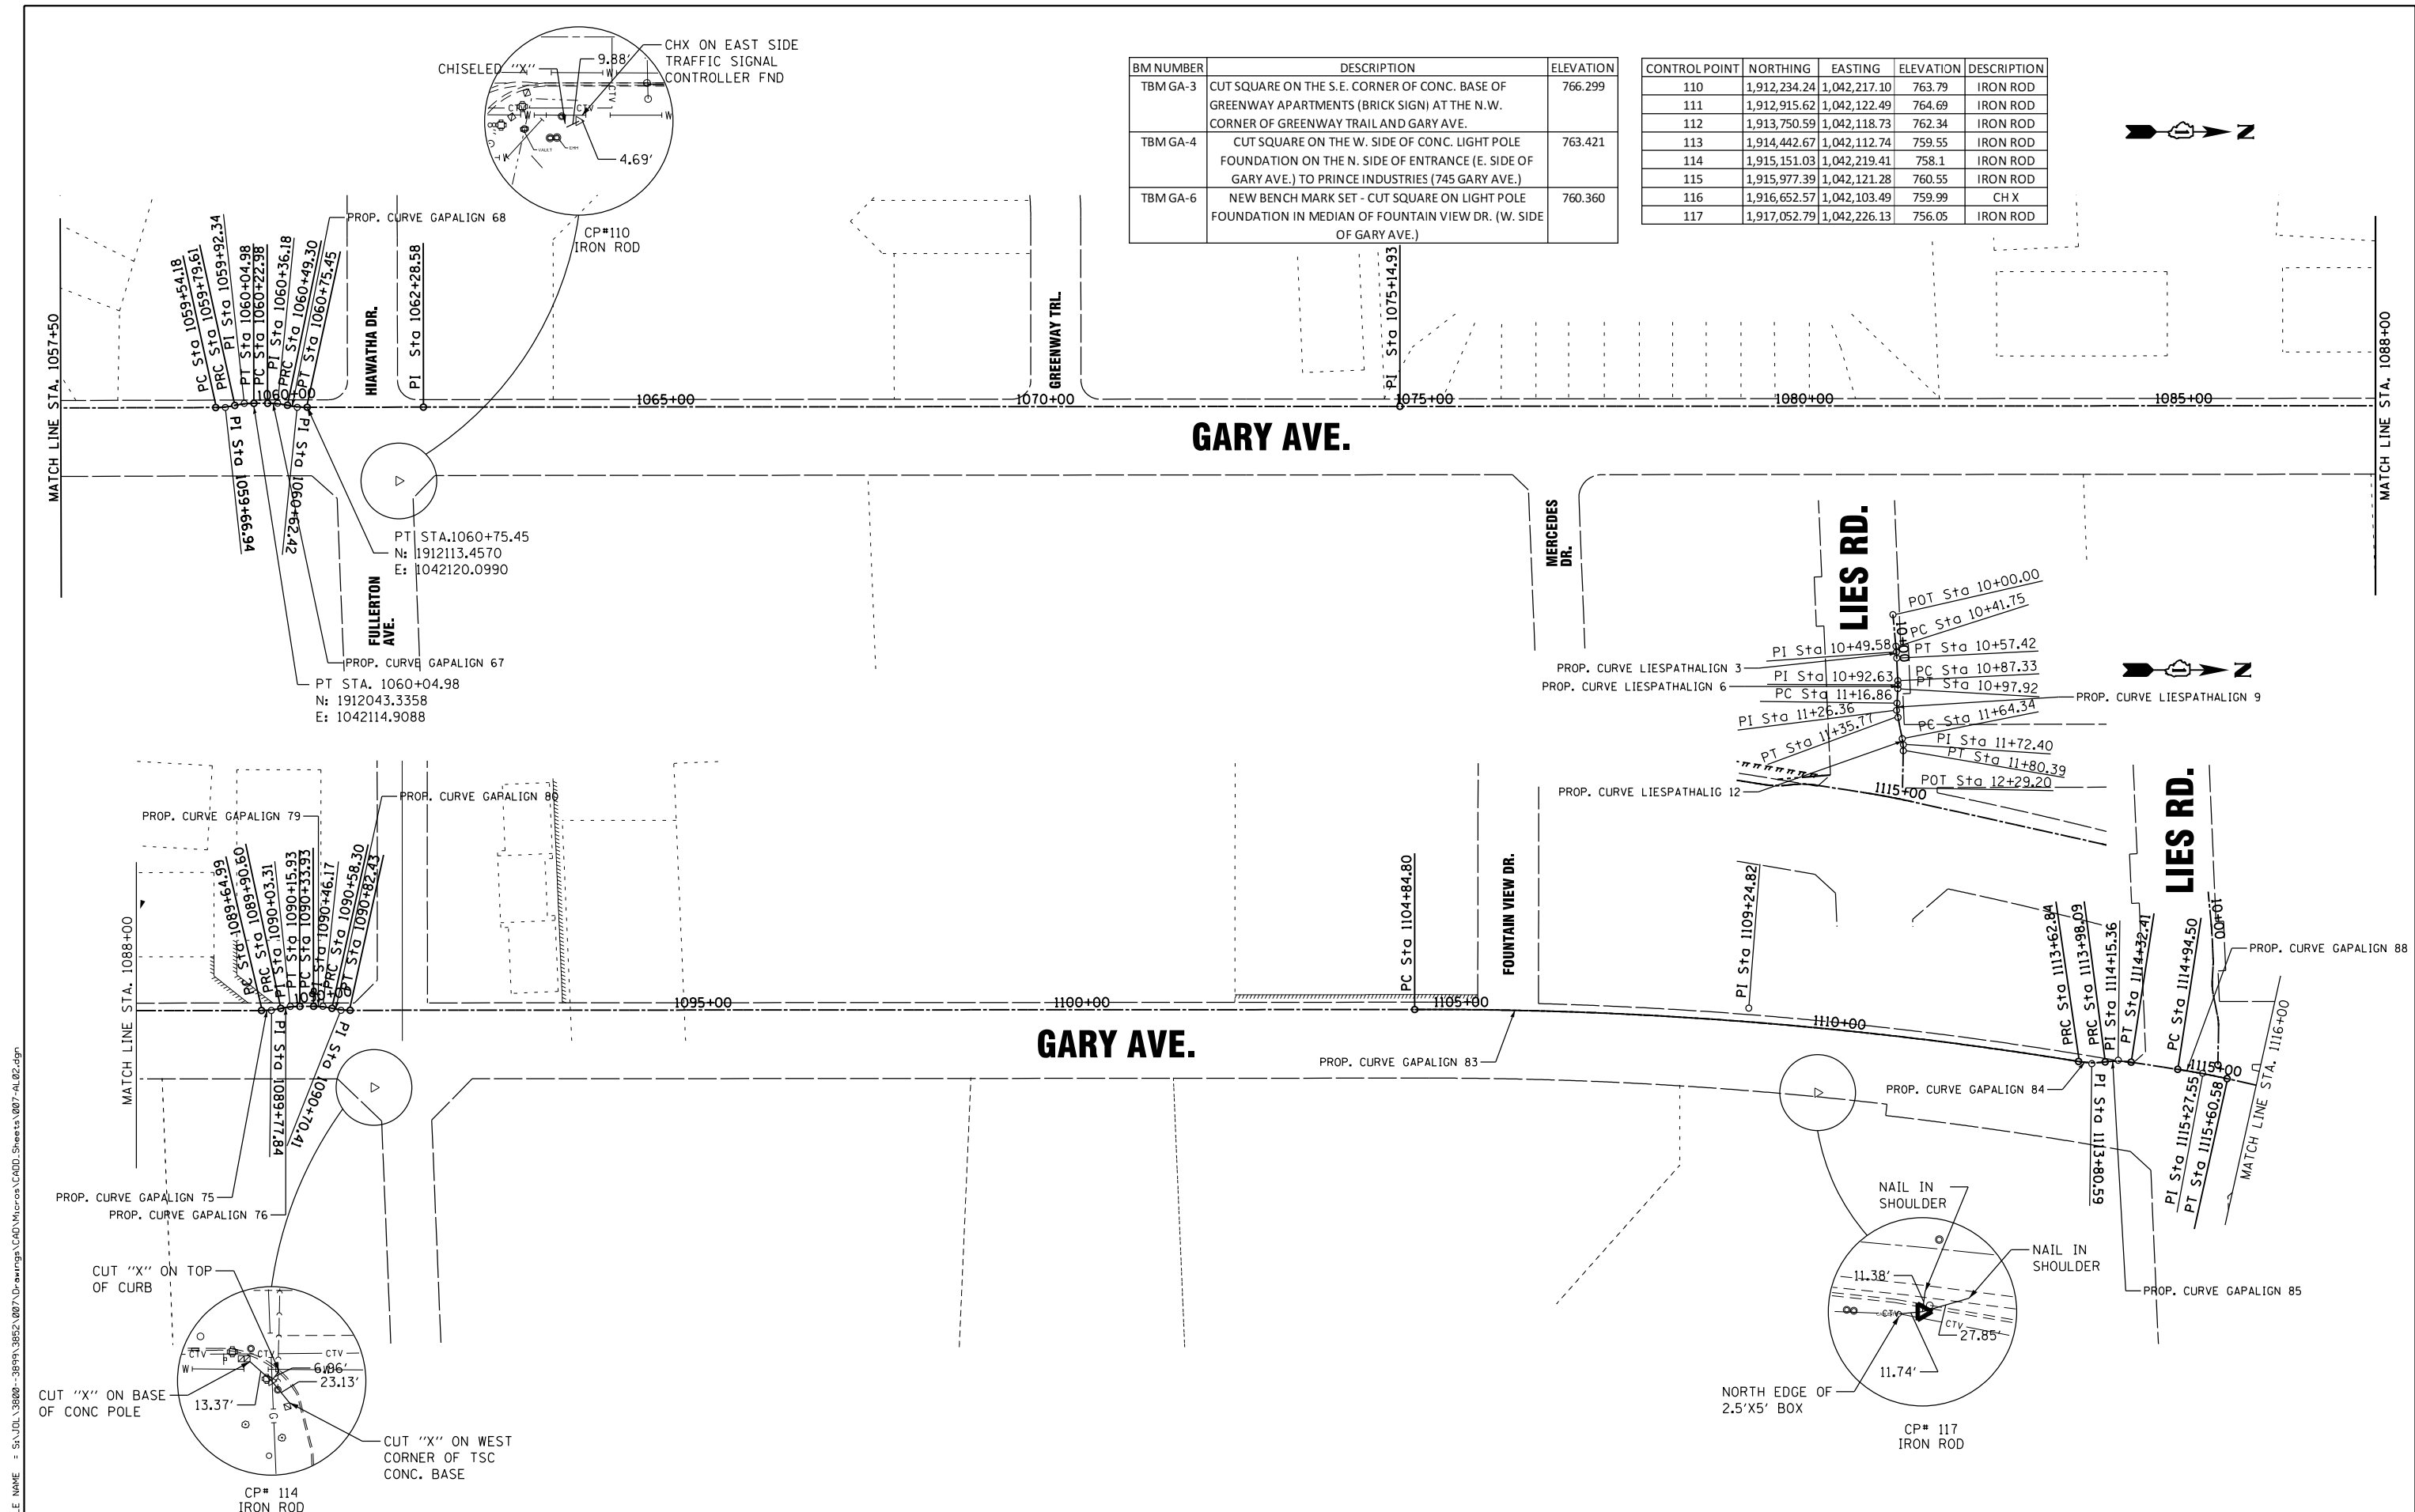 CHISELED "X"
9.88'
CHX ON EAST SIDE
TRAFFIC SIGNAL
CONTROLLER FND
W
CTV
CTV
CTV
W
W
W
VAULT
EMH
4.69'
CP#110
IRON ROD
BM NUMBER DESCRIPTION ELEVATION
TBM GA-3 CUT SQUARE ON THE S.E. CORNER OF CONC. BASE OF 766.299
GREENWAY APARTMENTS (BRICK SIGN) AT THE N.W.
CORNER OF GREENWAY TRAIL AND GARY AVE.
TBM GA-4 CUT SQUARE ON THE W. SIDE OF CONC. LIGHT POLE 763.421
FOUNDATION ON THE N. SIDE OF ENTRANCE (E. SIDE OF
GARY AVE.) TO PRINCE INDUSTRIES (745 GARY AVE.)
TBM GA-6 NEW BENCH MARK SET - CUT SQUARE ON LIGHT POLE 760.360
FOUNDATION IN MEDIAN OF FOUNTAIN VIEW DR. (W. SIDE
OF GARY AVE.)
CONTROL POINT NORTHING EASTING ELEVATION DESCRIPTION
110 1,912,234.24 1,042,217.10 763.79 IRON ROD
111 1,912,915.62 1,042,122.49 764.69 IRON ROD
112 1,913,750.59 1,042,118.73 762.34 IRON ROD
113 1,914,442.67 1,042,112.74 759.55 IRON ROD
114 1,915,151.03 1,042,219.41 758.1 IRON ROD
115 1,915,977.39 1,042,121.28 760.55 IRON ROD
116 1,916,652.57 1,042,103.49 759.99 CH X
117 1,917,052.79 1,042,226.13 756.05 IRON ROD
N
MATCH LINE STA. 1057+50
PC Sta 1059+54.18
PRC Sta 1059+79.61
PI Sta 1059+92.34
PT Sta 1060+04.98
PC Sta 1060+22.98
PI Sta 1060+36.18
PRC Sta 1060+49.30
PT Sta 1060+75.45
PROP. CURVE GAPALIGN 68
HIAWATHA DR.
PI Sta 1062+28.58
GREENWAY TRL.
PI Sta 1075+14.93
MATCH LINE STA. 1088+00
1060+00
1065+00
1070+00
1075+00
1080+00
1085+00
GARY AVE.
PI Sta 1059+66.94
PI Sta 1060+62.42
PT STA.1060+75.45
N: 1912113.4570
E: 1042120.0990
FULLERTON
AVE.
PROP. CURVE GAPALIGN 67
PT STA. 1060+04.98
N: 1912043.3358
E: 1042114.9088
MERCEDES
DR.
LIES RD.
POT Sta 10+00.00
10+00
PC Sta 10+41.75
PI Sta 10+49.58
PT Sta 10+57.42
PROP. CURVE LIESPATHALIGN 3
PI Sta 10+92.63
PC Sta 10+87.33
PROP. CURVE LIESPATHALIGN 6
PT Sta 10+97.92
PC Sta 11+16.86
PROP. CURVE LIESPATHALIGN 9
PI Sta 11+26.36
PC Sta 11+64.34
PT Sta 11+35.77
PI Sta 11+72.40
PT Sta 11+80.39
POT Sta 12+29.20
PROP. CURVE LIESPATHALIG 12
1115+00
N
LIES RD.
PROP. CURVE GAPALIGN 80
PROP. CURVE GAPALIGN 79
MATCH LINE STA. 1088+00
PC Sta 1089+64.99
PRC Sta 1089+90.60
PI Sta 1090+03.31
PT Sta 1090+15.93
PC Sta 1090+33.93
PI Sta 1090+46.17
PRC Sta 1090+58.30
PT Sta 1090+82.43
1090+00
1095+00
1100+00
PC Sta 1104+84.80
1105+00
FOUNTAIN VIEW DR.
PI Sta 1109+24.82
1110+00
PRC Sta 1113+62.84
PRC Sta 1113+98.09
PI Sta 1114+15.36
PT Sta 1114+32.41
PC Sta 1114+94.50
10+00
PROP. CURVE GAPALIGN 88
1115+00
MATCH LINE STA. 1116+00
GARY AVE.
PROP. CURVE GAPALIGN 83
PROP. CURVE GAPALIGN 84
PI Sta 1089+77.84
PI Sta 1090+70.41
PI Sta 1113+80.59
PI Sta 1115+27.55
PT Sta 1115+60.58
PROP. CURVE GAPALIGN 75
PROP. CURVE GAPALIGN 76
CUT "X" ON TOP
OF CURB
CTV
CTV
CTV
P
W
W
6.96'
23.13'
13.37'
G
CUT "X" ON BASE
OF CONC POLE
CUT "X" ON WEST
CORNER OF TSC
CONC. BASE
CP# 114
IRON ROD
NAIL IN
SHOULDER
NAIL IN
SHOULDER
11.38'
CTV
CTV
27.85'
11.74'
NORTH EDGE OF
2.5'X5' BOX
PROP. CURVE GAPALIGN 85
CP# 117
IRON ROD
LE NAME = S:\JOL\3800--3899\3852\007\Drawings\CAD\Micros\CADD_Sheets\007-AL02.dgn